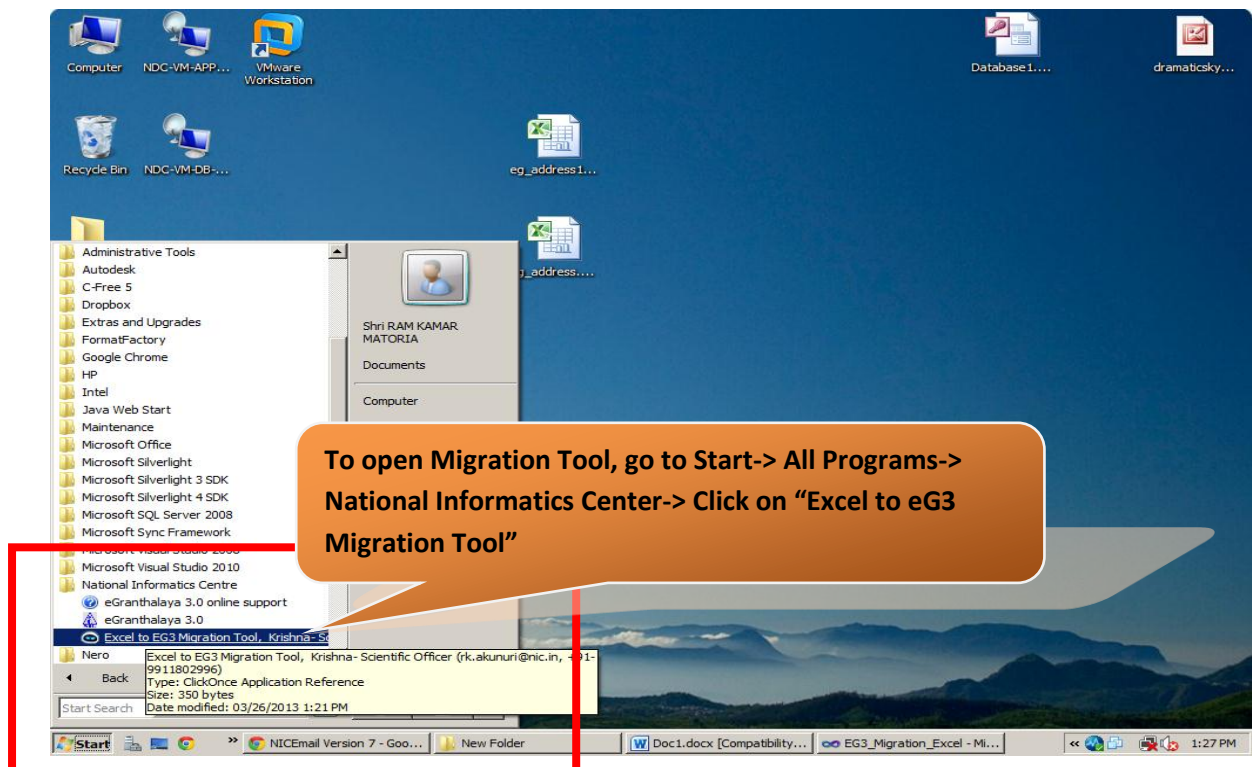 Computer
NDC-VM-APP...
VMware
Workstation
Database1....
dramaticsky...
Recycle Bin
NDC-VM-DB-...
eg_address1...
g_address....
Administrative Tools
Autodesk
C-Free 5
Dropbox
Extras and Upgrades
FormatFactory
Google Chrome
HP
Intel
Java Web Start
Maintenance
Microsoft Office
Microsoft Silverlight
Microsoft Silverlight 3 SDK
Microsoft Silverlight 4 SDK
Microsoft SQL Server 2008
Microsoft Sync Framework
Microsoft Visual Studio 2008
Microsoft Visual Studio 2010
National Informatics Centre
eGranthalaya 3.0 online support
eGranthalaya 3.0
Excel to EG3 Migration Tool, Krishna- Sc
Nero
Back
Start Search
Shri RAM KAMAR
MATORIA
Documents
Computer
To open Migration Tool, go to Start-> All Programs->
National Informatics Center-> Click on “Excel to eG3
Migration Tool”
Excel to EG3 Migration Tool, Krishna- Scientific Officer (rk.akunuri@nic.in, +91-
9911802996)
Type: ClickOnce Application Reference
Size: 350 bytes
Date modified: 03/26/2013 1:21 PM
Start
»
NICEmail Version 7 - Goo...
New Folder
Doc1.docx [Compatibility...
EG3_Migration_Excel - Mi...
«
1:27 PM